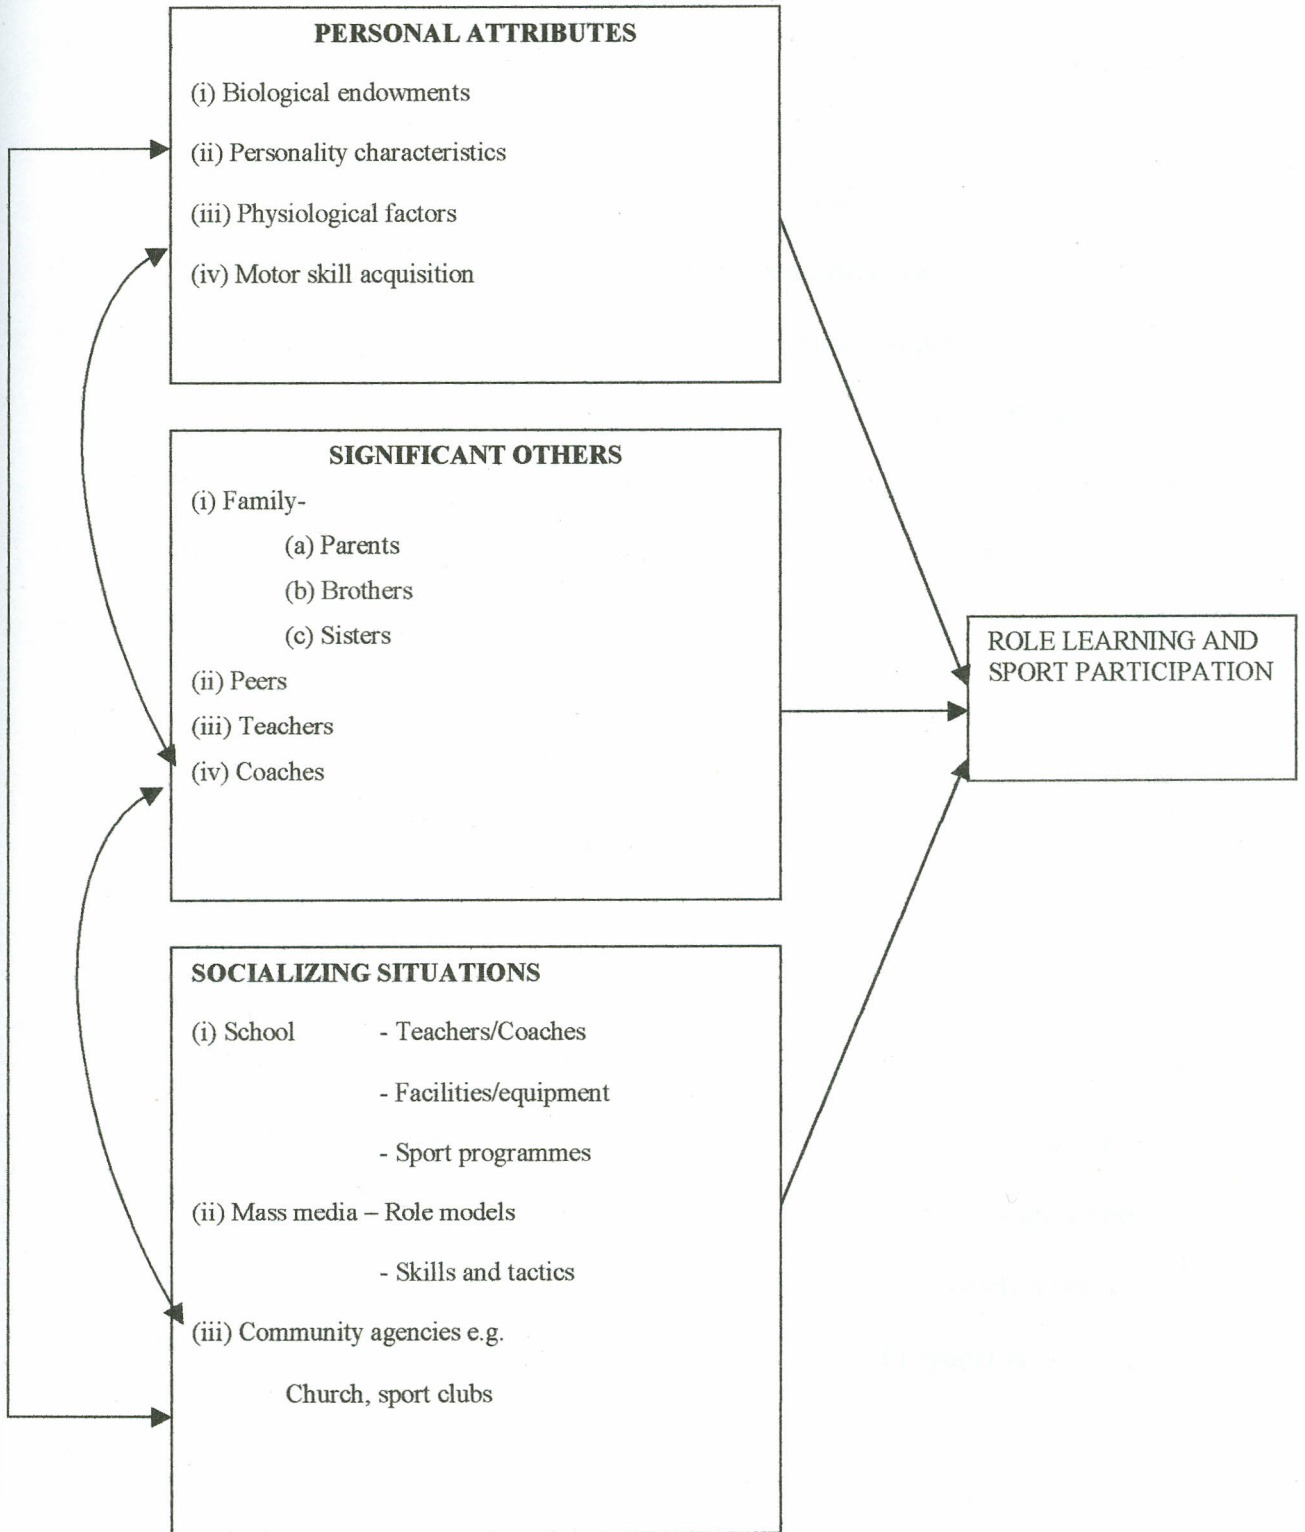 PERSONAL ATTRIBUTES
(i) Biological endowments
(ii) Personality characteristics
(iii) Physiological factors
(iv) Motor skill acquisition
SIGNIFICANT OTHERS
(i) Family-
(a) Parents
(b) Brothers
(c) Sisters
(ii) Peers
(iii) Teachers
(iv) Coaches
ROLE LEARNING AND
SPORT PARTICIPATION
SOCIALIZING SITUATIONS
(i) School - Teachers/Coaches
- Facilities/equipment
- Sport programmes
(ii) Mass media – Role models
- Skills and tactics
(iii) Community agencies e.g.
Church, sport clubs